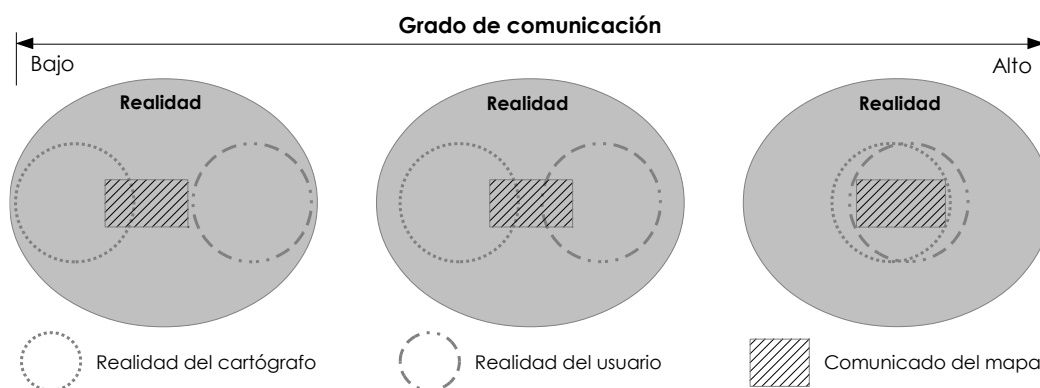 Grado de comunicación
Bajo
Alto
Realidad
Realidad
Realidad
Realidad del cartógrafo
Realidad del usuario
Comunicado del mapa